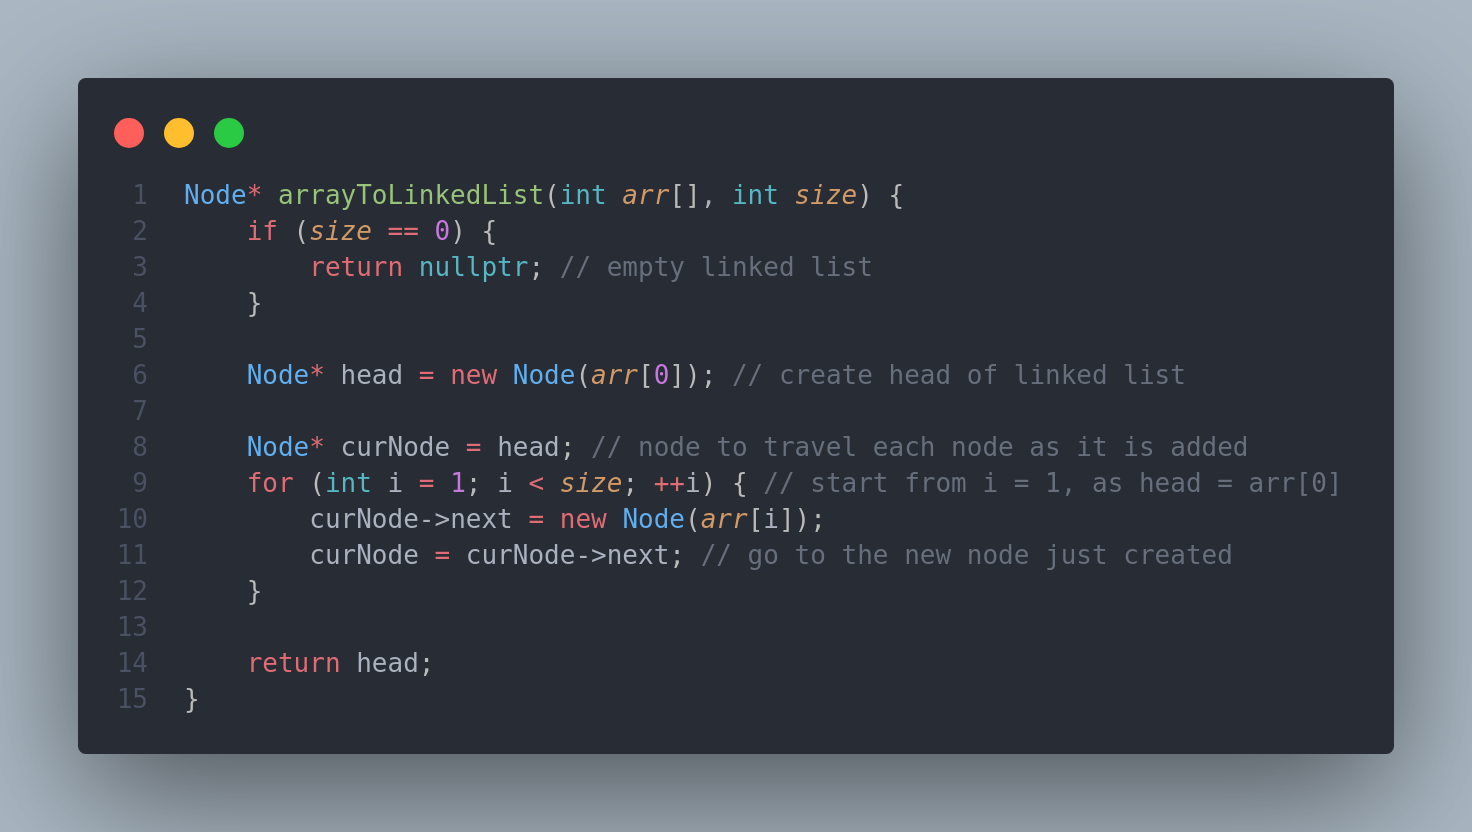 1 Node* arrayToLinkedList(int arr[], int size) {
2     if (size == 0) {
3         return nullptr; // empty linked list
4     }
5
6     Node* head = new Node(arr[0]); // create head of linked list
7
8     Node* curNode = head; // node to travel each node as it is added
9     for (int i = 1; i < size; ++i) { // start from i = 1, as head = arr[0]
10         curNode->next = new Node(arr[i]);
11         curNode = curNode->next; // go to the new node just created
12     }
13
14     return head;
15 }